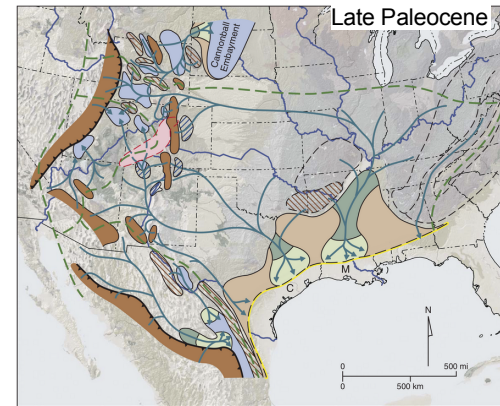 Late Paleocene
Cannonball
Embayment
C
M
N
0
500 mi
0
500 km